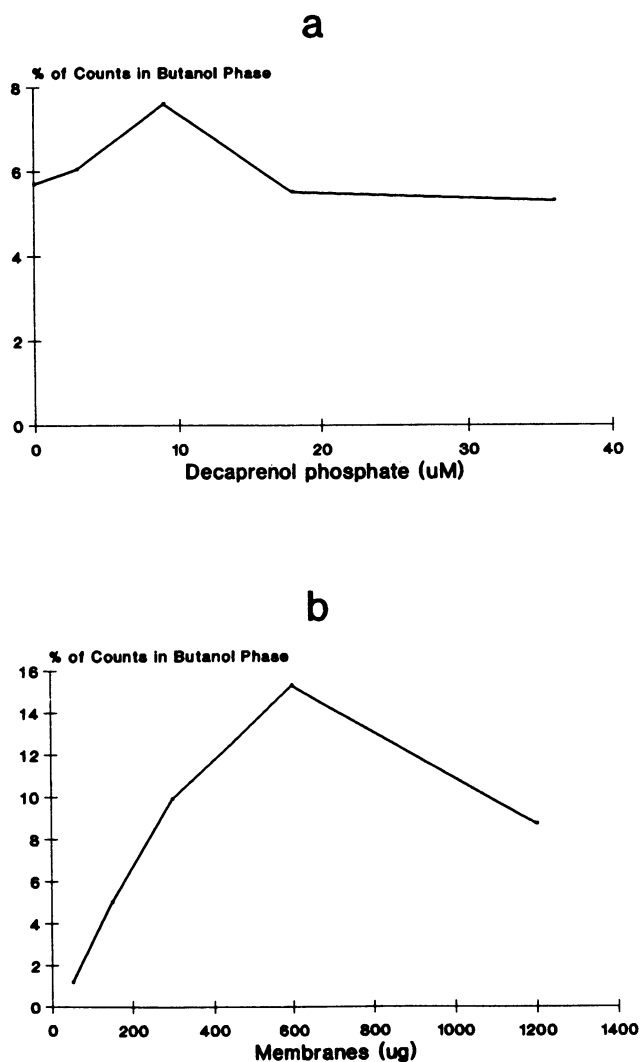 a
% of Counts in Butanol Phase
8
6
4
2
0
0 10 20 30 40
Decaprenol phosphate (uM)
b
% of Counts in Butanol Phase
16
14
12
10
8
6
4
2
0
0 200 400 600 800 1000 1200 1400
Membranes (ug)